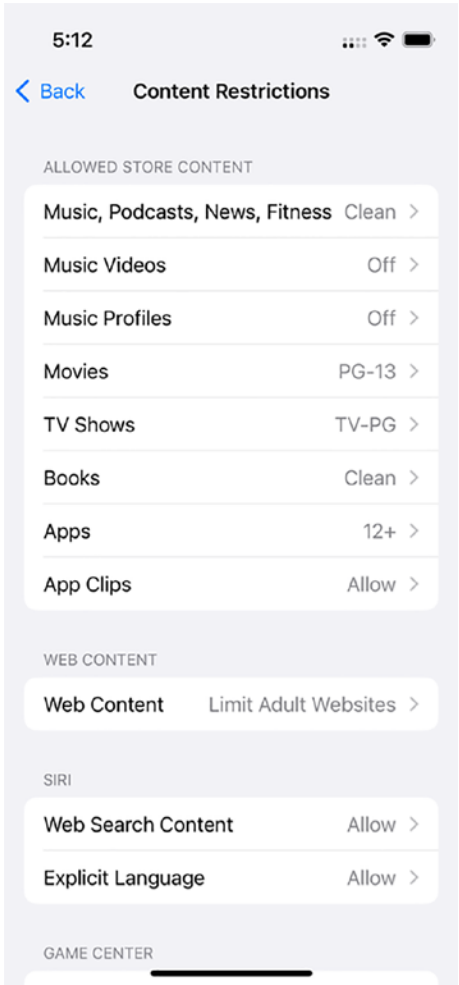 5:12
Back Content Restrictions
ALLOWED STORE CONTENT
Music, Podcasts, News, Fitness Clean
Music Videos Off
Music Profiles Off
Movies PG-13
TV Shows TV-PG
Books Clean
Apps 12+
App Clips Allow
WEB CONTENT
Web Content Limit Adult Websites
SIRI
Web Search Content Allow
Explicit Language Allow
GAME CENTER